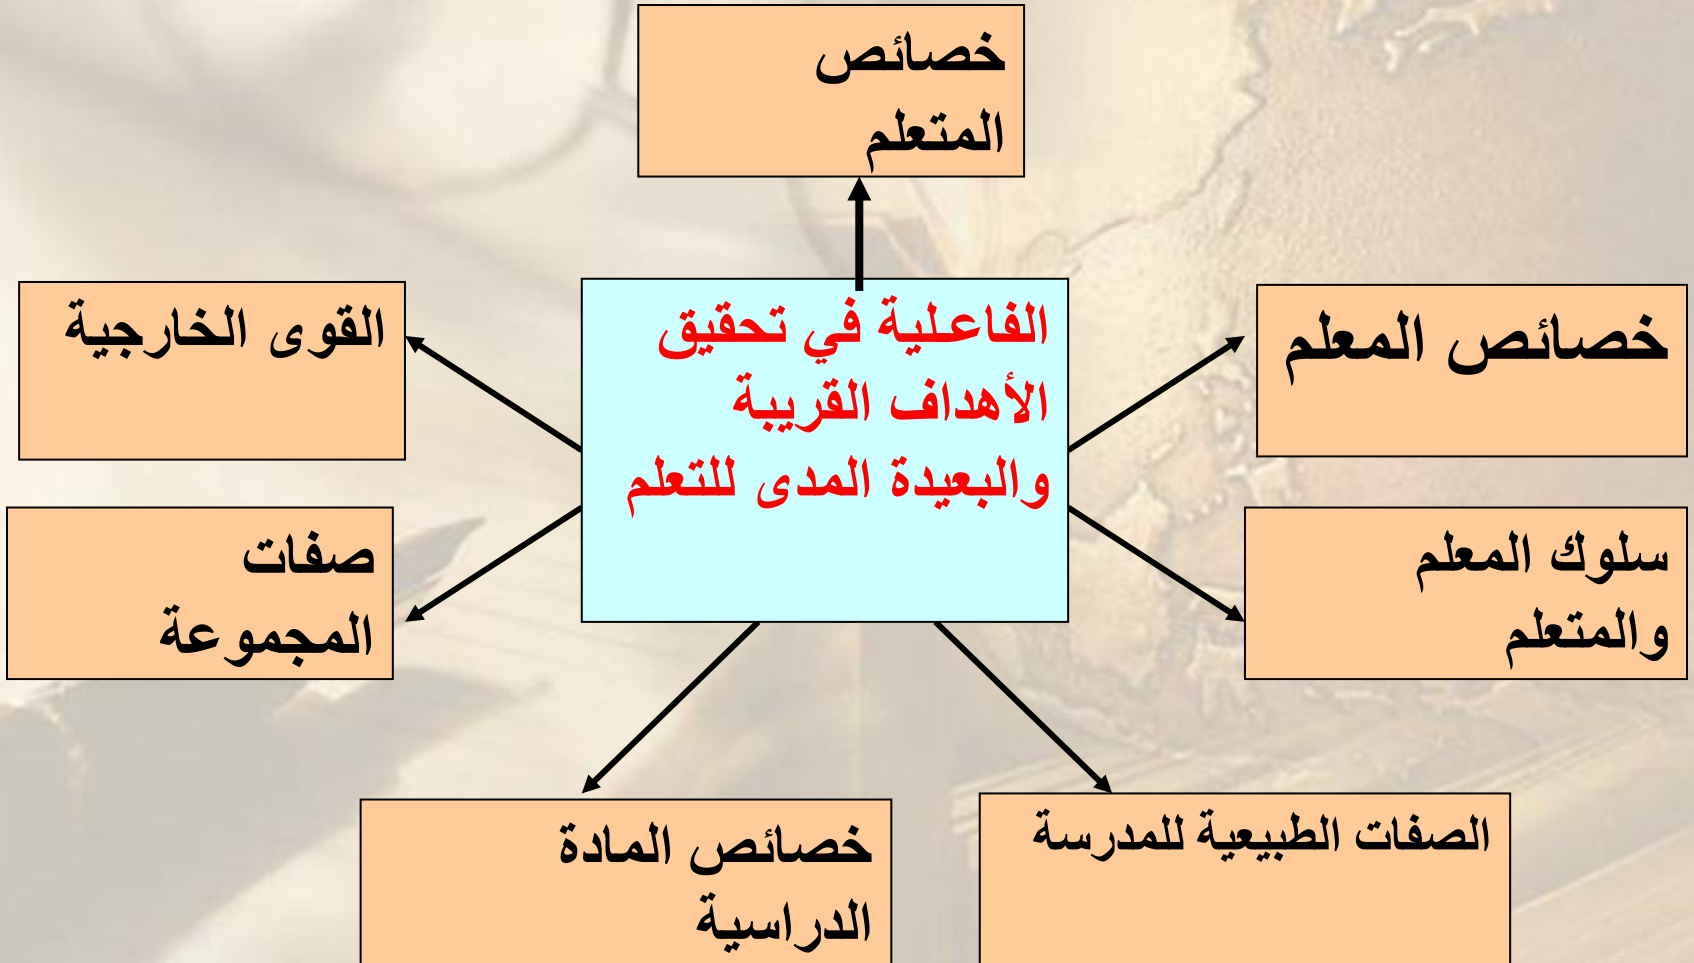 خصائص
المتعلم
خصائص المعلم
الفاعلية في تحقيق
الأهداف القريبة
والبعيدة المدى للتعلم
القوى الخارجية
سلوك المعلم
والمتعلم
صفات
المجموعة
الصفات الطبيعية للمدرسة
خصائص المادة
الدراسية